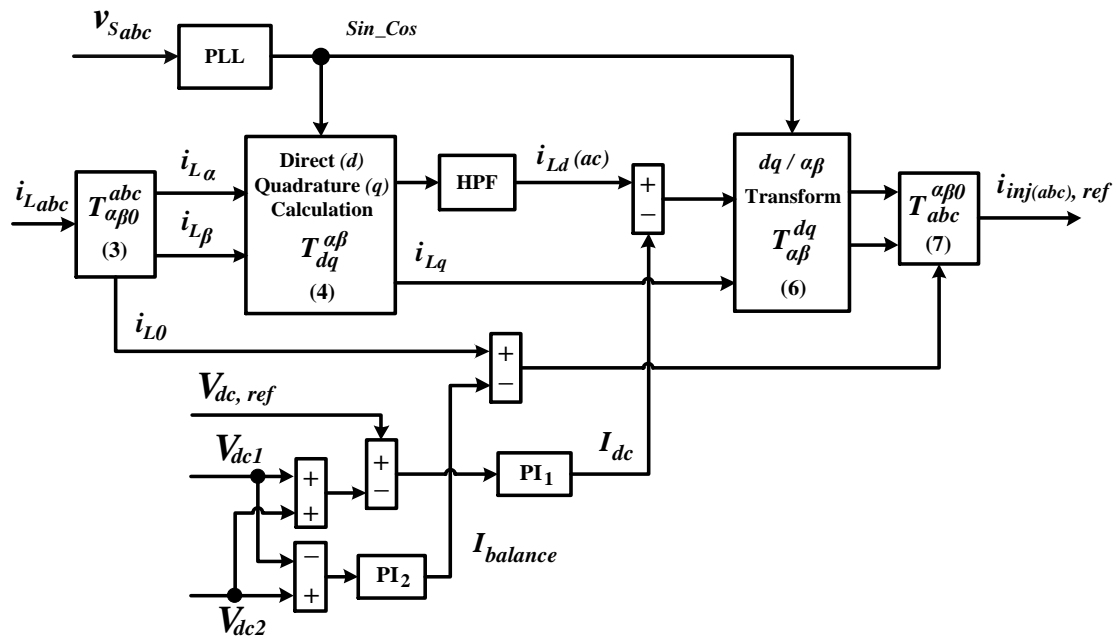 v_Sabc
Sin_Cos
PLL
i_Labc
T^abc_αβ0
(3)
i_Lα
i_Lβ
Direct (d)
Quadrature (q)
Calculation
T^αβ_dq
(4)
HPF
i_Ld (ac)
+
−
i_Lq
dq / αβ
Transform
T^dq_αβ
(6)
T^αβ0_abc
(7)
i_inj(abc), ref
i_L0
+
−
V_dc, ref
V_dc1
+
+
+
−
PI_1
I_dc
−
+
PI_2
I_balance
V_dc2